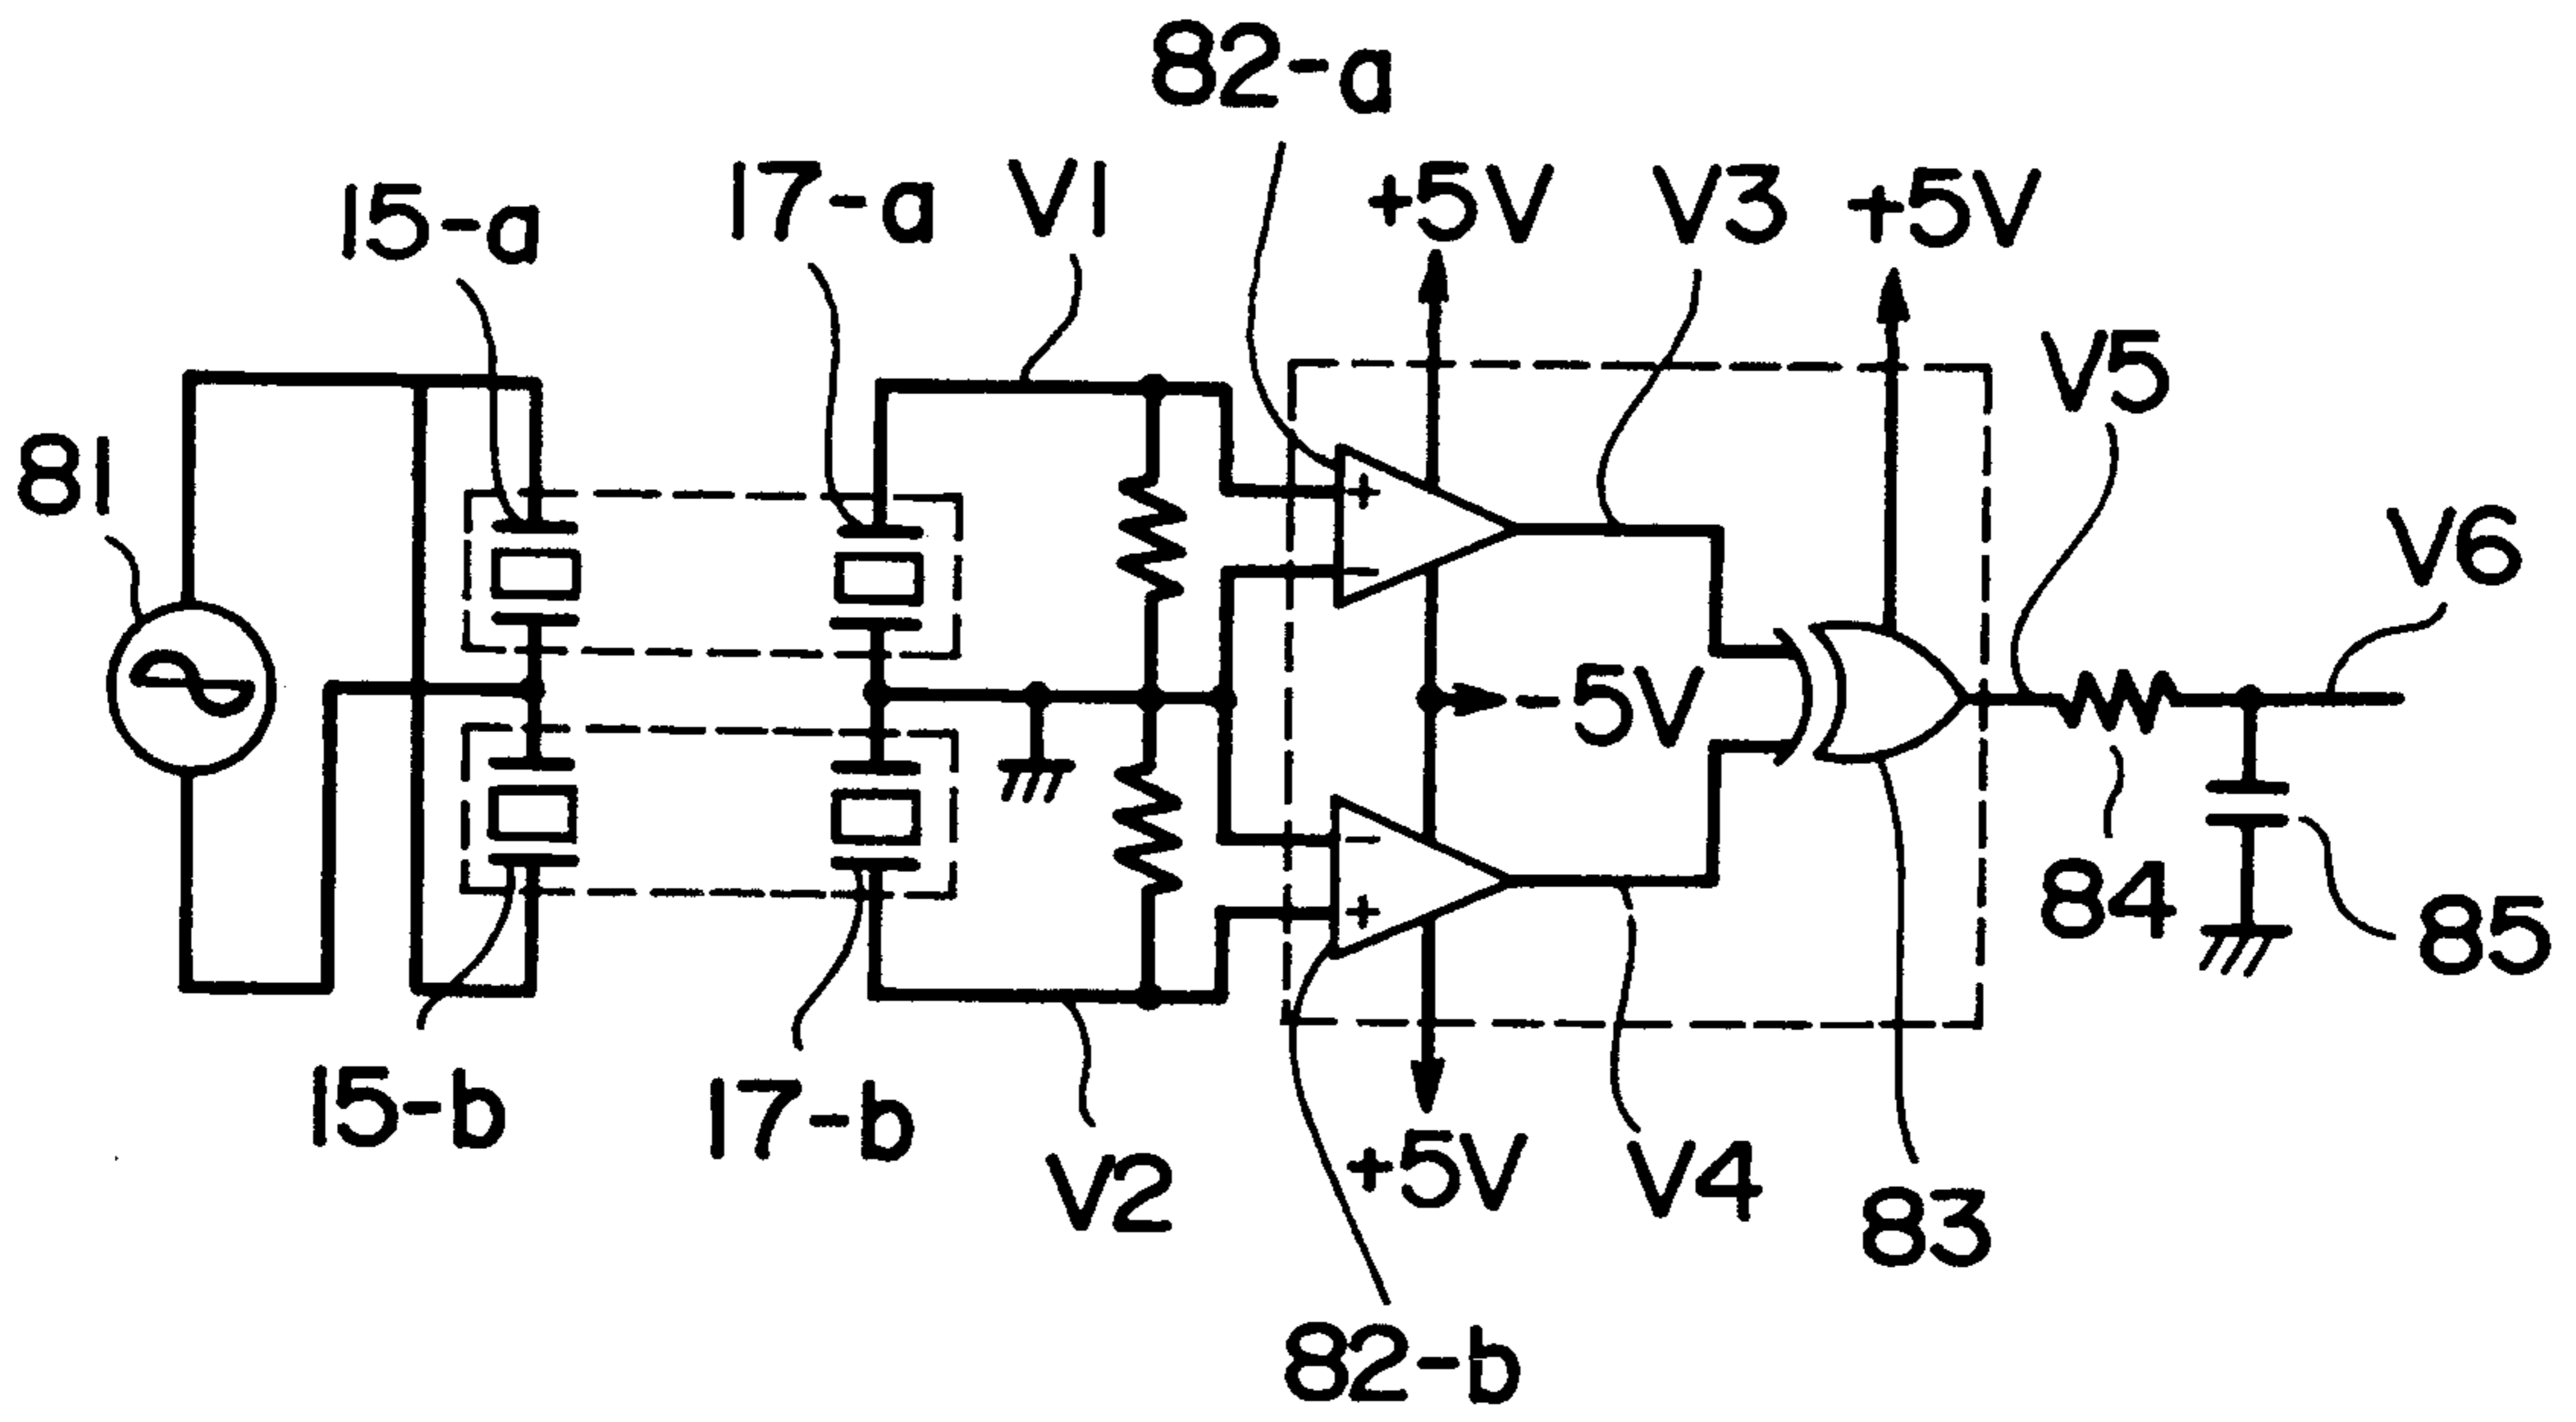 82-a
15-a
17-a
V1
+5V
V3
+5V
V5
81
+
−
V6
-5V
−
+
84
85
15-b
17-b
V2
+5V
V4
83
82-b